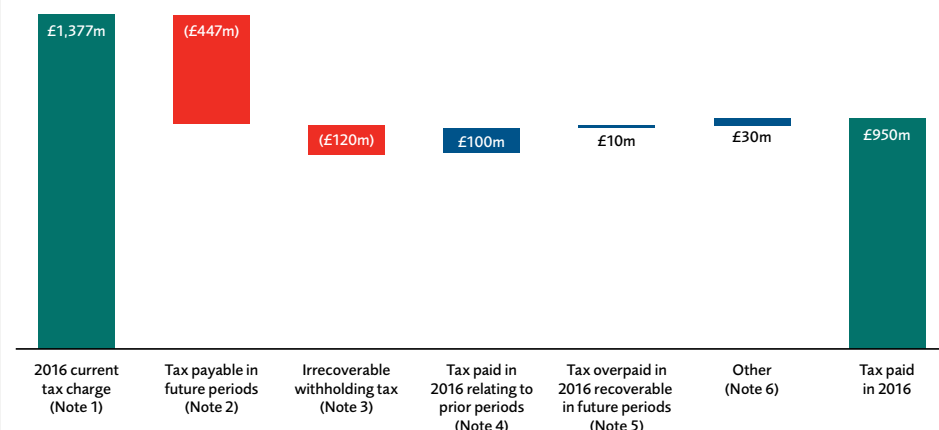 £1,377m
(£447m)
(£120m)
£100m
£10m
£30m
£950m
2016 current
tax charge
(Note 1)
Tax payable in
future periods
(Note 2)
Irrecoverable
withholding tax
(Note 3)
Tax paid in
2016 relating to
prior periods
(Note 4)
Tax overpaid in
2016 recoverable
in future periods
(Note 5)
Other
(Note 6)
Tax paid
in 2016